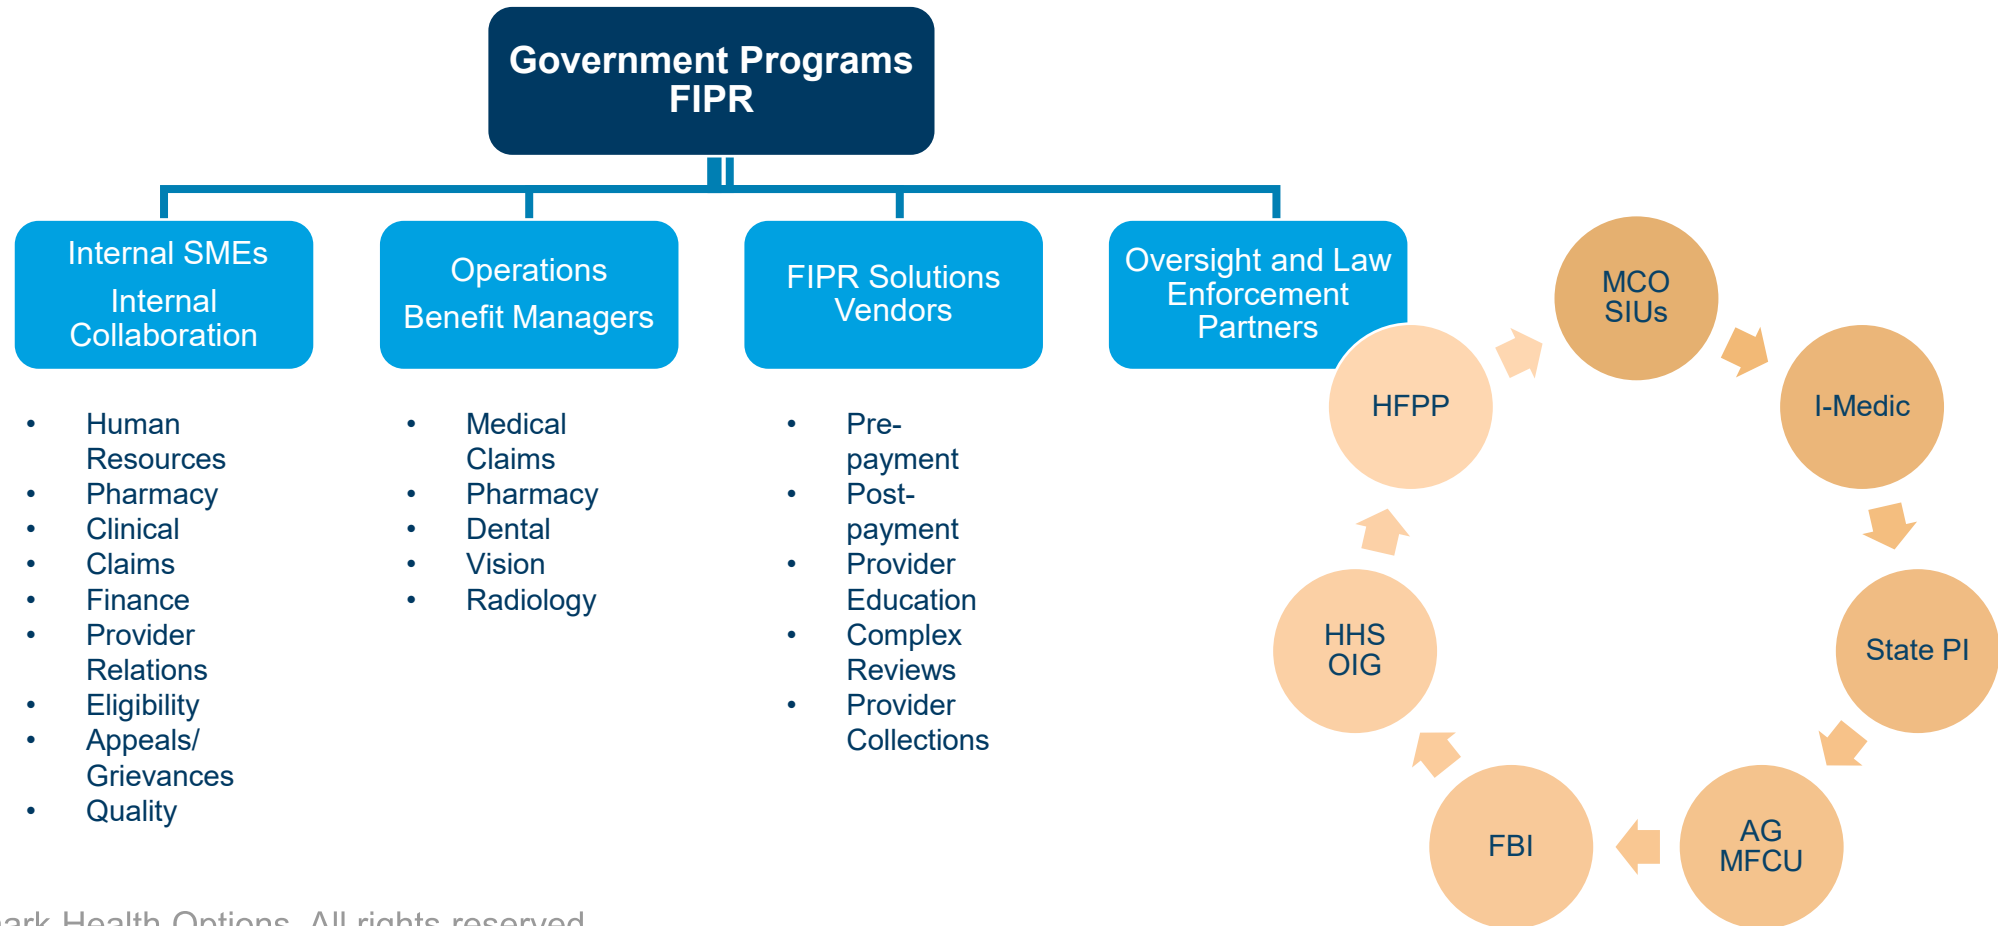 Government Programs
FIPR
Internal SMEs
Internal
Collaboration
Operations
Benefit Managers
FIPR Solutions
Vendors
Oversight and Law
Enforcement
Partners
• Human
Resources
• Pharmacy
• Clinical
• Claims
• Finance
• Provider
Relations
• Eligibility
• Appeals/
Grievances
• Quality
• Medical
Claims
• Pharmacy
• Dental
• Vision
• Radiology
• Pre-
payment
• Post-
payment
• Provider
Education
• Complex
Reviews
• Provider
Collections
MCO
SIUs
I-Medic
State PI
AG
MFCU
FBI
HHS
OIG
HFPP
Health Options. All rights reserved